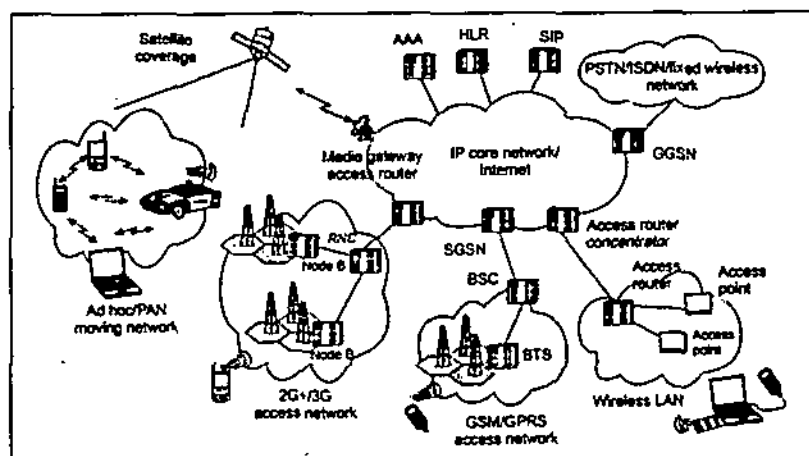 Satellite
coverage
AAA
HLR
SIP
PSTN/ISDN/fixed wireless
network
Media gateway
access router
IP core network/
Internet
GGSN
RNC
Node B
SGSN
Access router
concentrator
Ad hoc/PAN
moving network
BSC
Access
router
Access
point
Node B
Access
point
BTS
2G+/3G
access network
GSM/GPRS
access network
Wireless LAN